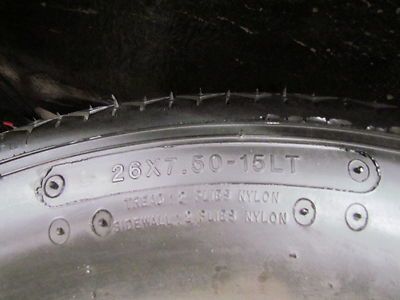 26X7.50-15LT
TREAD : 2 PLIES NYLON
SIDEWALL : 2 PLIES NYLON